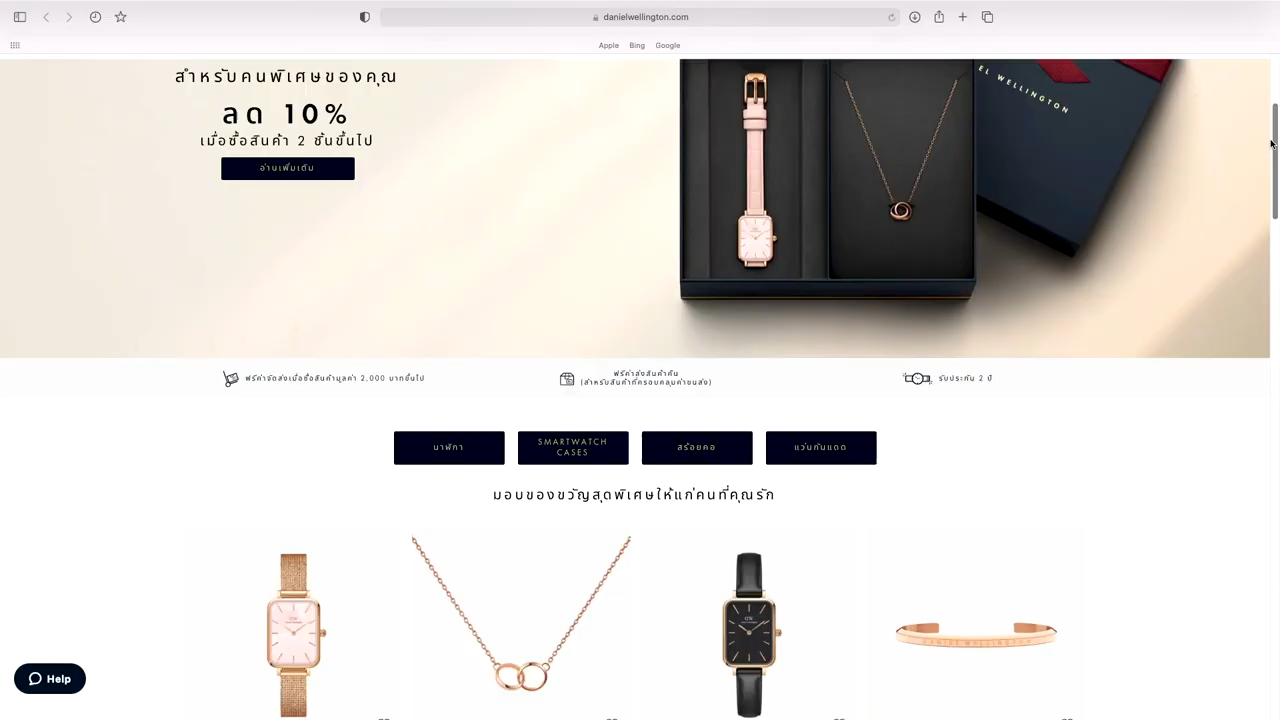 danielwellington.com
Apple Bing Google
สำหรับคนพิเศษของคุณ
ลด 10%
เมื่อซื้อสินค้า 2 ชิ้นขึ้นไป
อ่านเพิ่มเติม
EL WELLINGTON
ฟรีค่าจัดส่งเมื่อซื้อสินค้ามูลค่า 2,000 บาทขึ้นไป
ฟรีค่าส่งสินค้าคืน
(สำหรับสินค้าที่ครอบคลุมค่าขนส่ง)
รับประกัน 2 ปี
นาฬิกา
SMARTWATCH
CASES
สร้อยคอ
แว่นกันแดด
มอบของขวัญสุดพิเศษให้แก่คนที่คุณรัก
DANIEL WELLINGTON
Help